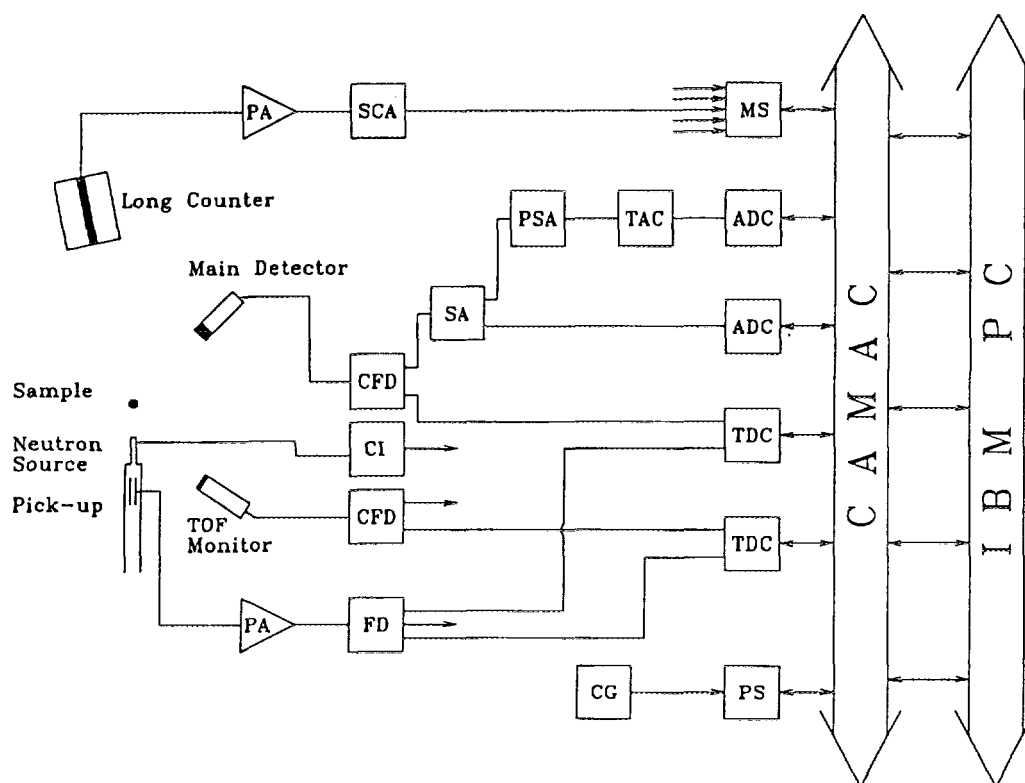 PA
SCA
MS
Long Counter
PSA
TAC
ADC
Main Detector
SA
ADC
CFD
Sample
TDC
Neutron
Source
CI
Pick-up
CFD
TOF
Monitor
TDC
PA
FD
CG
PS
CAMAC
IBM PC